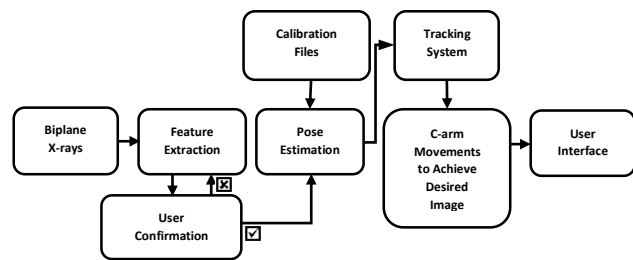 Calibration
Files
Tracking
System
Biplane
X-rays
Feature
Extraction
Pose
Estimation
C-arm
Movements
to Achieve
Desired
Image
User
Interface
User
Confirmation